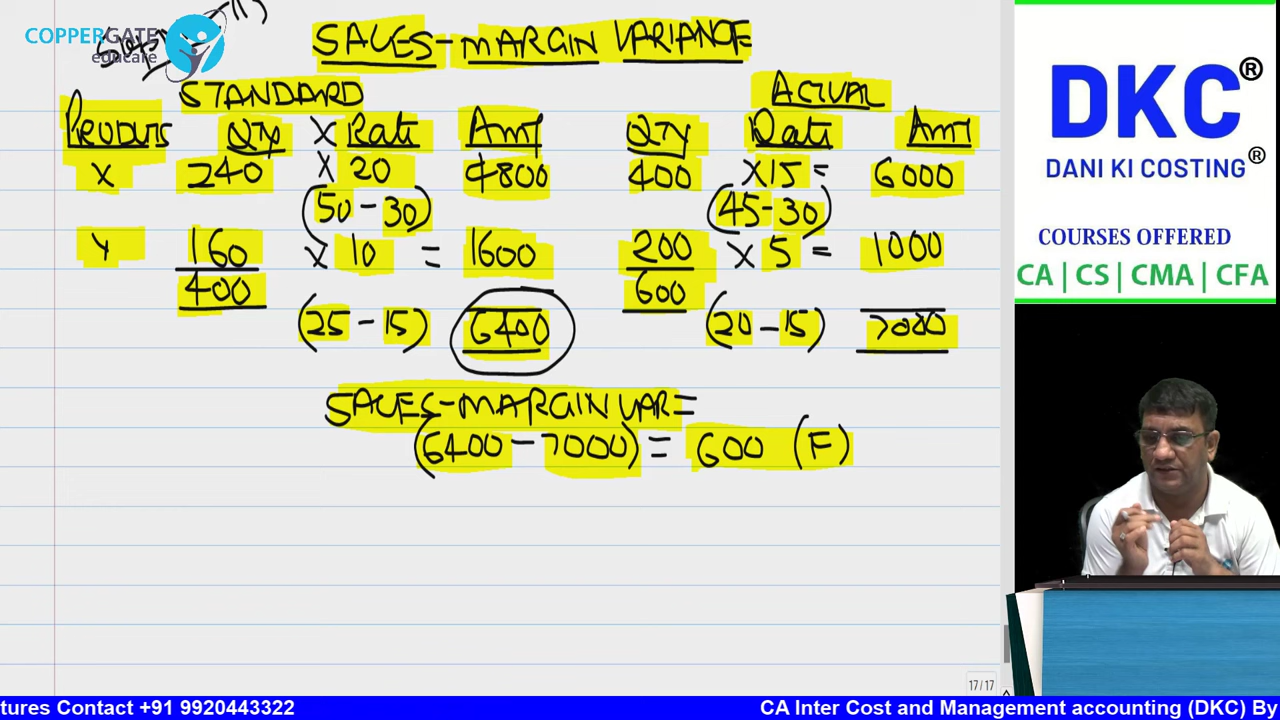 COPPERGATE
educate
SALES-MARGIN VARIANCE
STANDARD ACTUAL
Products Qty X Rate Amt Qty Rate Amt
X 240 X 20 4800 400 X15= 6000
(50-30) (45-30)
Y 160 X 10 = 1600 200 X 5 = 1000
400 600
(25-15) 6400 (20-15) 7000
SALES-MARGIN VAR=
(6400-7000)= 600 (F)
17/17
DKC®
DANI KI COSTING®
COURSES OFFERED
CA | CS | CMA | CFA
tures Contact +91 9920443322 CA Inter Cost and Management accounting (DKC) By